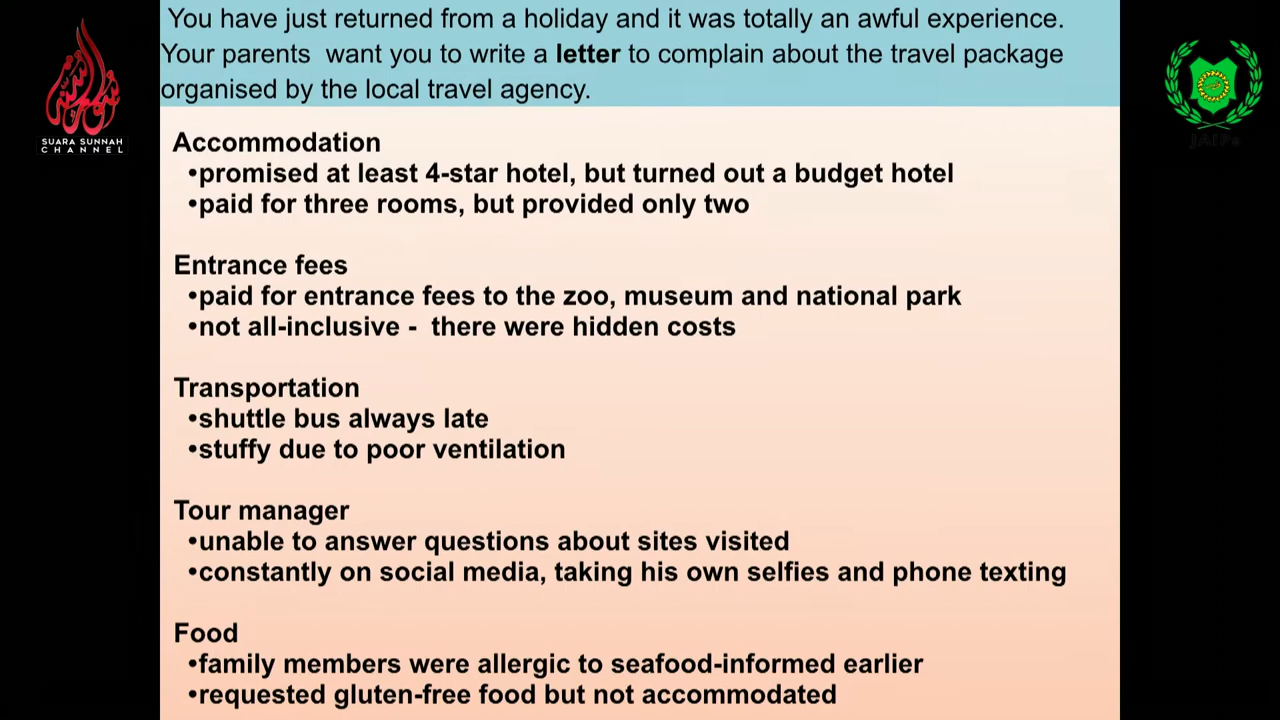 You have just returned from a holiday and it was totally an awful experience.
Your parents want you to write a letter to complain about the travel package
organised by the local travel agency.
SUARA SUNNAH
CHANNEL
JAIPs
Accommodation
•promised at least 4-star hotel, but turned out a budget hotel
•paid for three rooms, but provided only two
Entrance fees
•paid for entrance fees to the zoo, museum and national park
•not all-inclusive - there were hidden costs
Transportation
•shuttle bus always late
•stuffy due to poor ventilation
Tour manager
•unable to answer questions about sites visited
•constantly on social media, taking his own selfies and phone texting
Food
•family members were allergic to seafood-informed earlier
•requested gluten-free food but not accommodated